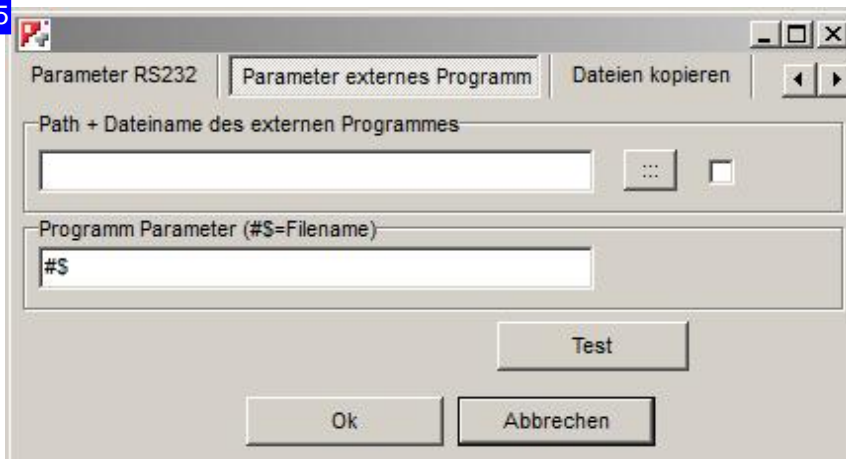 5
Parameter RS232 Parameter externes Programm Dateien kopieren
Path + Dateiname des externen Programmes
:::
Programm Parameter (#$=Filename)
#$
Test
Ok Abbrechen